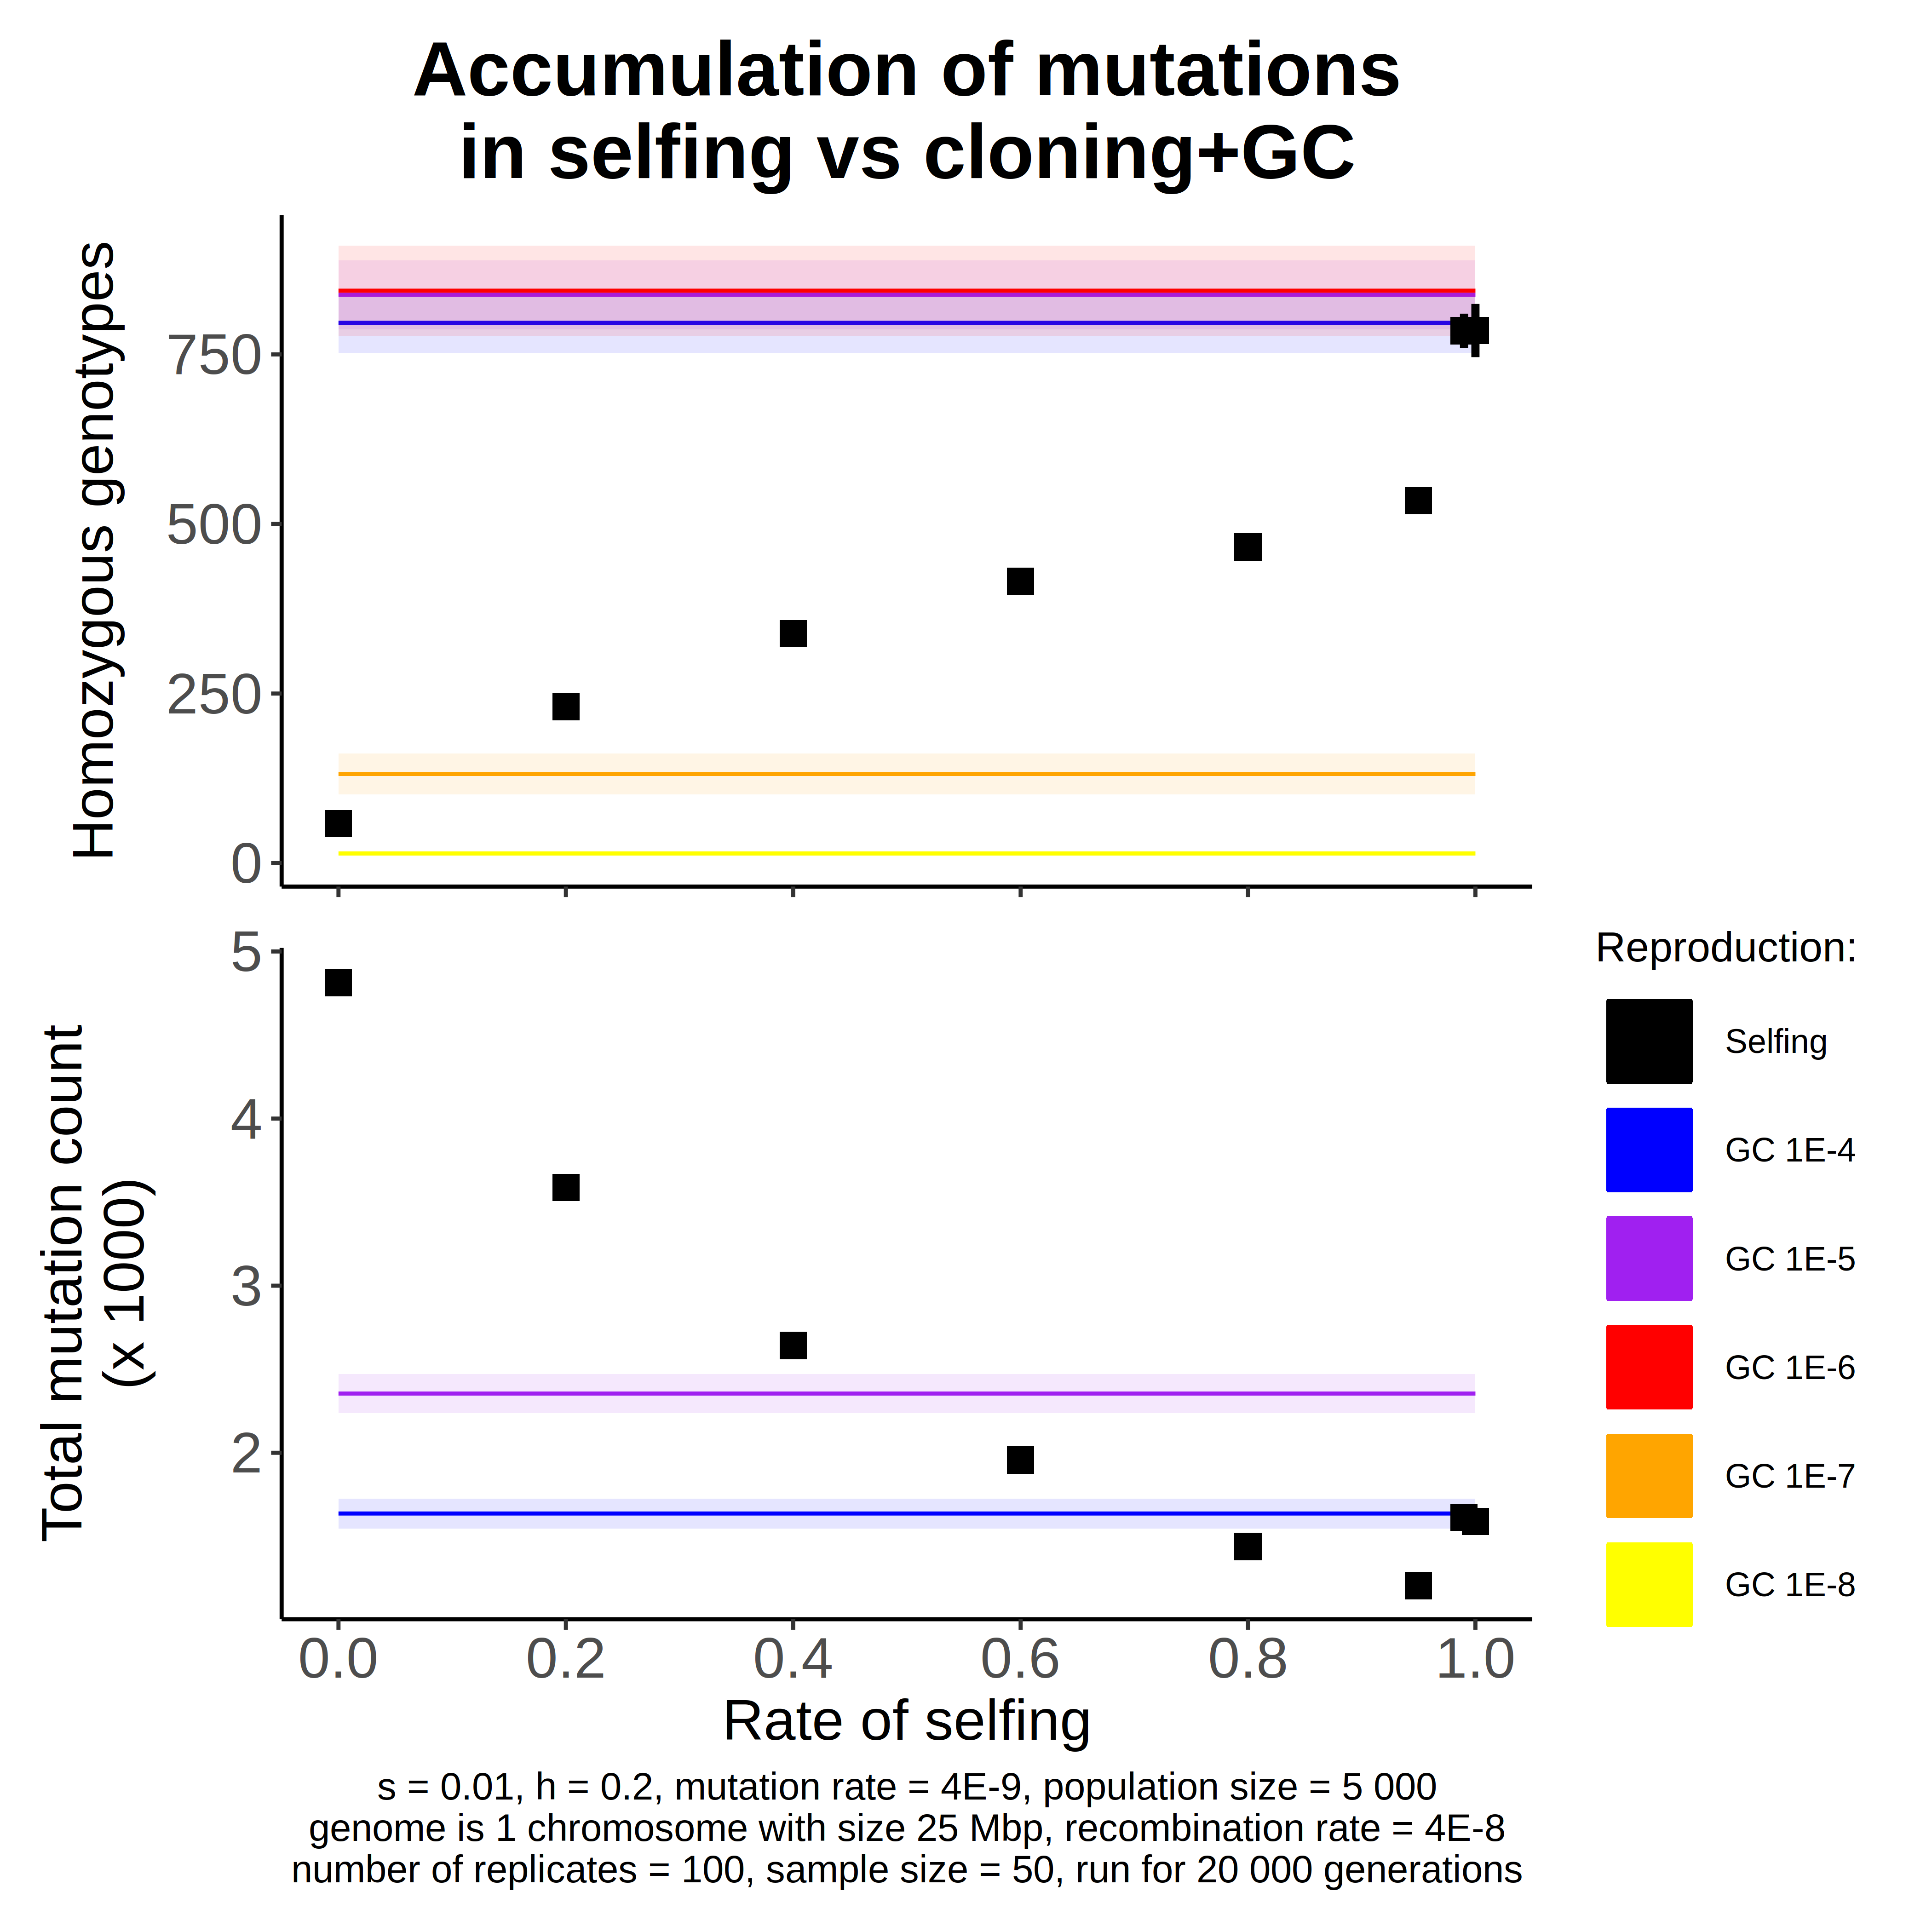 Accumulation of mutations
in selfing vs cloning+GC
Homozygous genotypes
750
500
250
0
Total mutation count
(x 1000)
5
4
3
2
0.0 0.2 0.4 0.6 0.8 1.0
Rate of selfing
s = 0.01, h = 0.2, mutation rate = 4E-9, population size = 5 000
genome is 1 chromosome with size 25 Mbp, recombination rate = 4E-8
number of replicates = 100, sample size = 50, run for 20 000 generations
Reproduction:
Selfing
GC 1E-4
GC 1E-5
GC 1E-6
GC 1E-7
GC 1E-8